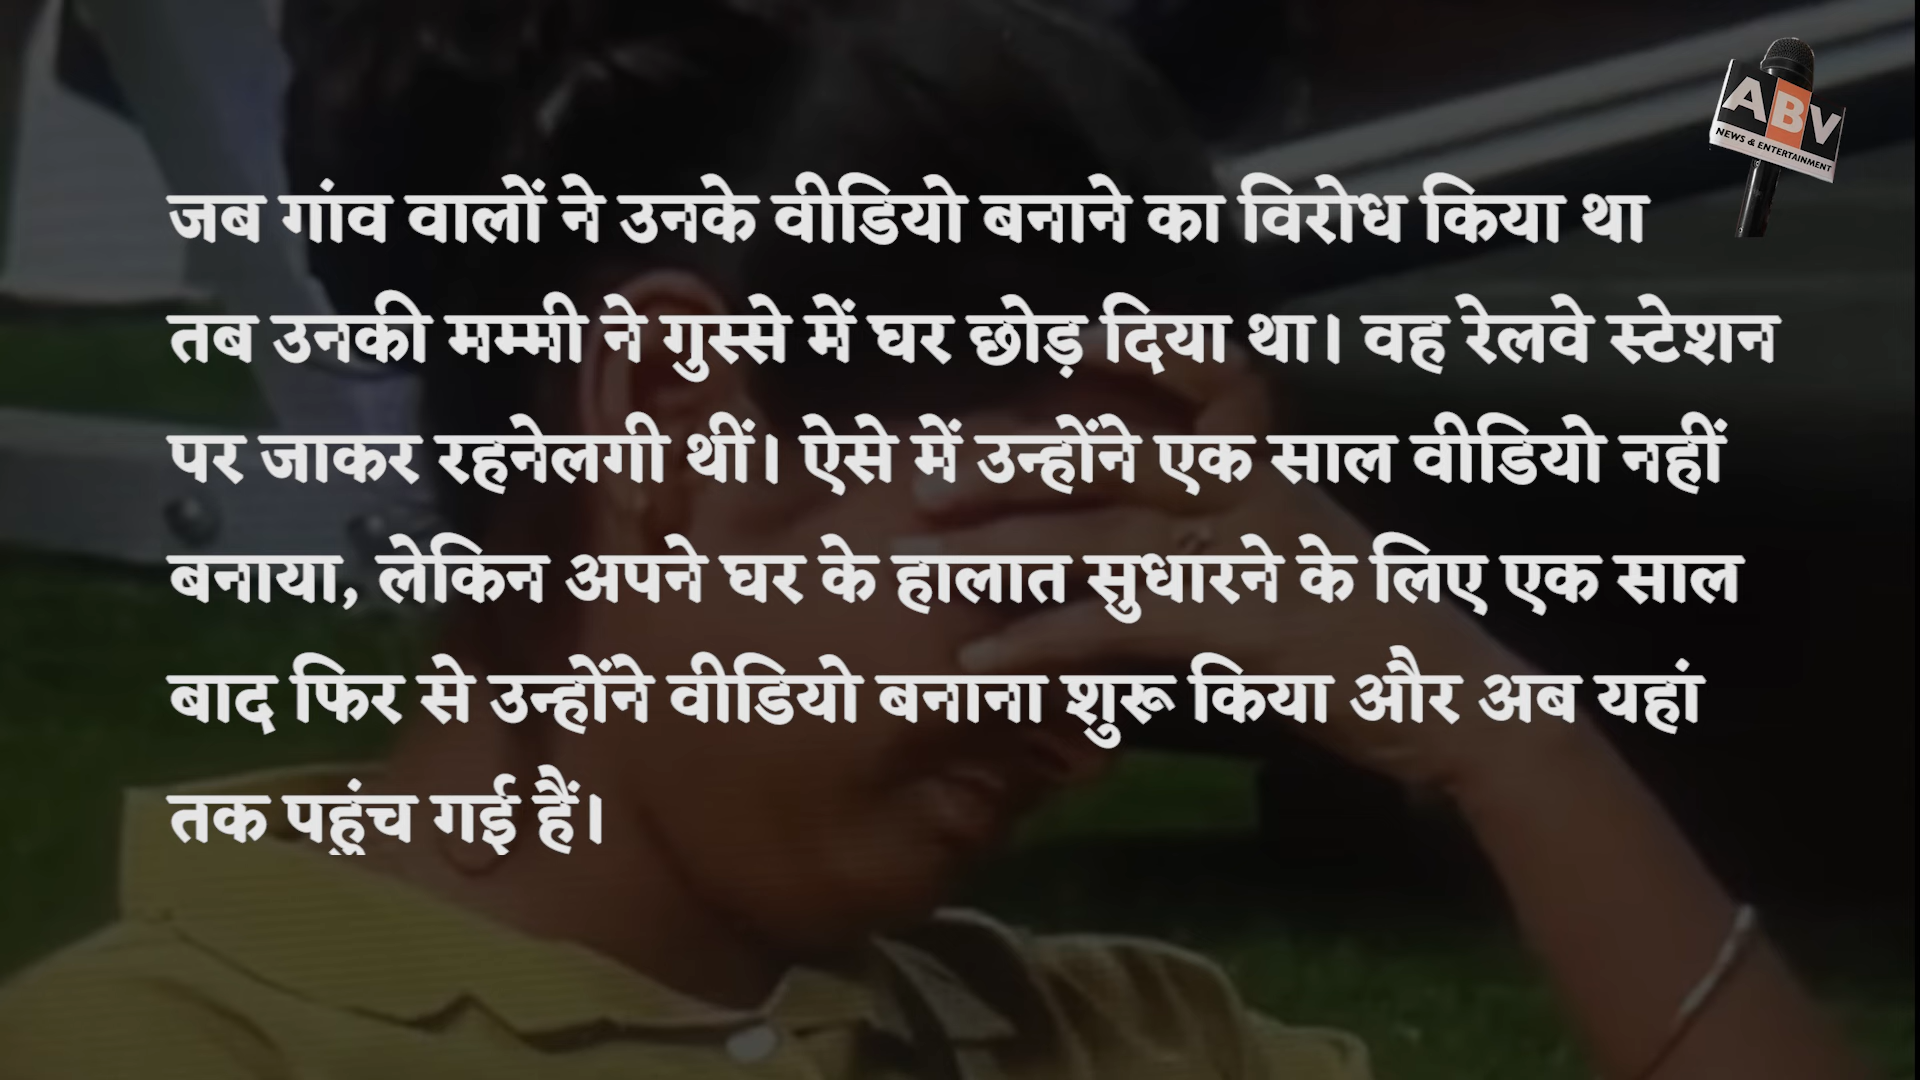 जब गांव वालों ने उनके वीडियो बनाने का विरोध किया था
तब उनकी मम्मी ने गुस्से में घर छोड़ दिया था। वह रेलवे स्टेशन
पर जाकर रहनेलगी थीं। ऐसे में उन्होंने एक साल वीडियो नहीं
बनाया, लेकिन अपने घर के हालात सुधारने के लिए एक साल
बाद फिर से उन्होंने वीडियो बनाना शुरू किया और अब यहां
तक पहुंच गई हैं।
ABV
NEWS & ENTERTAINMENT